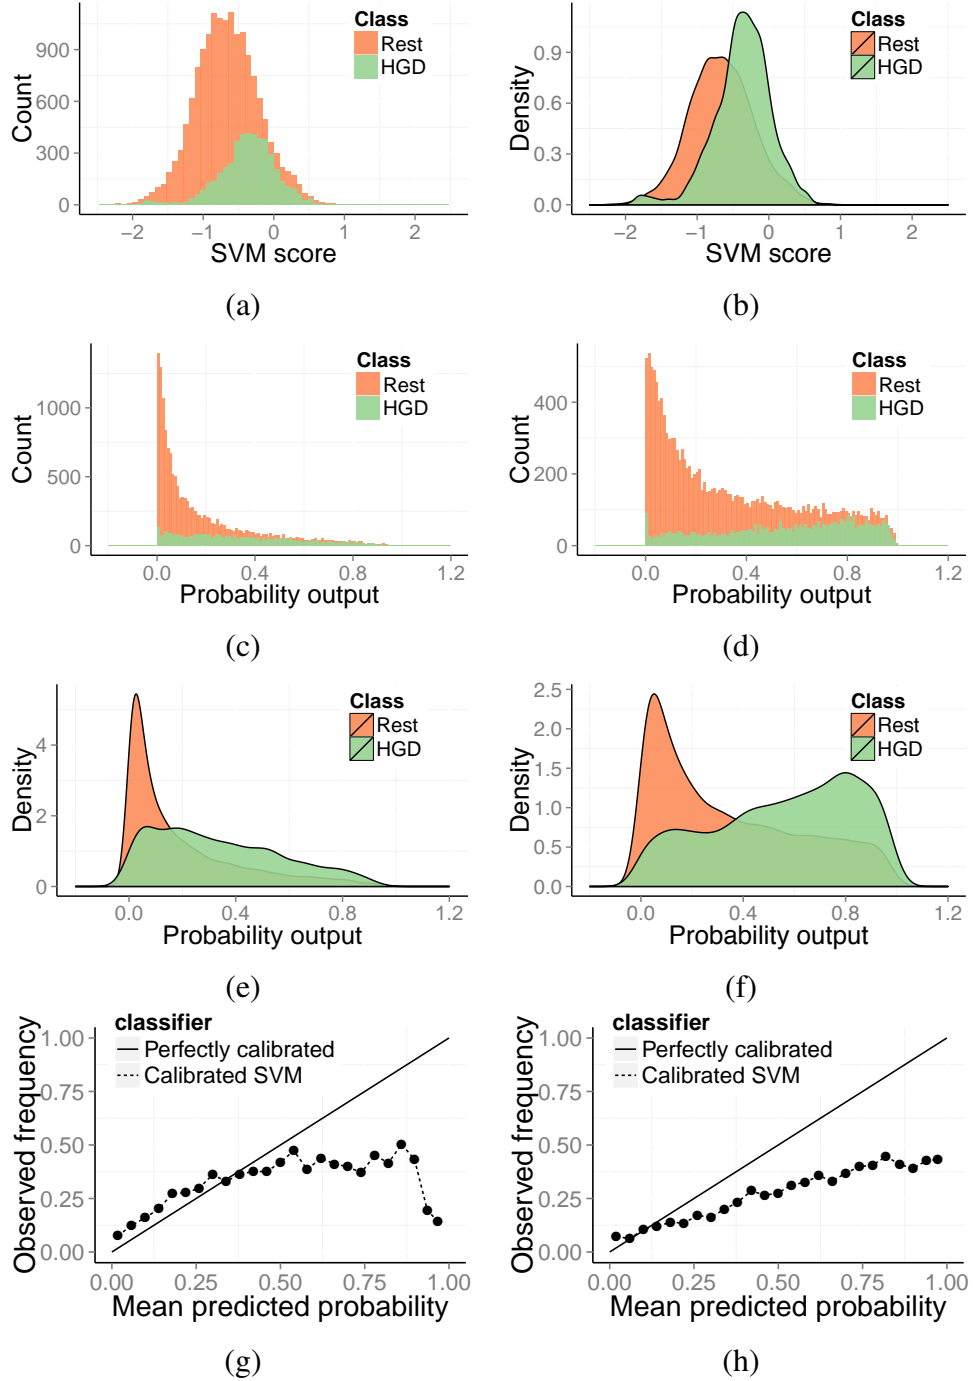 Class
Rest
HGD
Count
900
600
300
0
−2 −1 0 1 2
SVM score
(a)
Class
Rest
HGD
Density
0.9
0.6
0.3
0.0
−2 −1 0 1 2
SVM score
(b)
Class
Rest
HGD
Count
1000
500
0
0.0 0.4 0.8 1.2
Probability output
(c)
Class
Rest
HGD
Count
400
200
0
0.0 0.4 0.8 1.2
Probability output
(d)
Class
Rest
HGD
Density
4
2
0
0.0 0.4 0.8 1.2
Probability output
(e)
Class
Rest
HGD
Density
2.5
2.0
1.5
1.0
0.5
0.0
0.0 0.4 0.8 1.2
Probability output
(f)
classifier
Perfectly calibrated
Calibrated SVM
Observed frequency
1.00
0.75
0.50
0.25
0.00
0.00 0.25 0.50 0.75 1.00
Mean predicted probability
(g)
classifier
Perfectly calibrated
Calibrated SVM
Observed frequency
1.00
0.75
0.50
0.25
0.00
0.00 0.25 0.50 0.75 1.00
Mean predicted probability
(h)